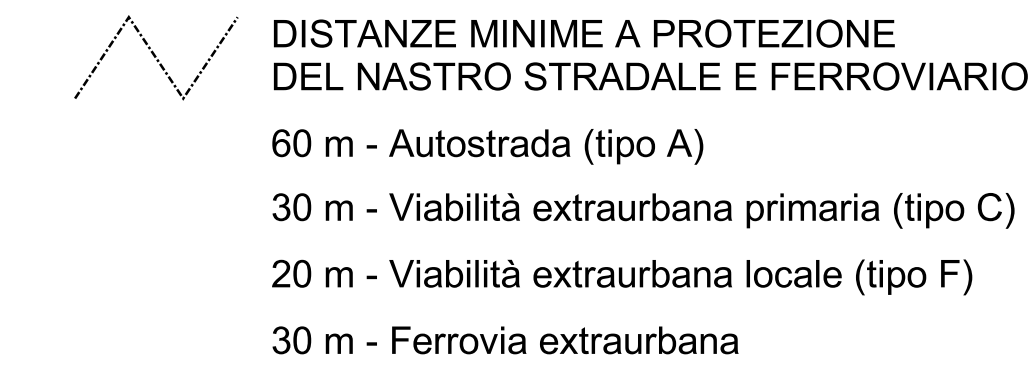 DISTANZE MINIME A PROTEZIONE
DEL NASTRO STRADALE E FERROVIARIO
60 m - Autostrada (tipo A)
30 m - Viabilità extraurbana primaria (tipo C)
20 m - Viabilità extraurbana locale (tipo F)
30 m - Ferrovia extraurbana